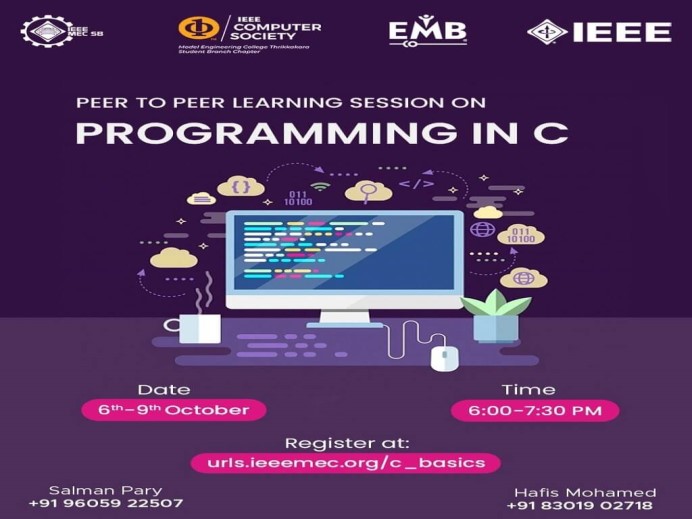 IEEE
MEC SB
IEEE
COMPUTER
SOCIETY
Model Engineering College Thrikkakara
Student Branch Chapter
EMB
IEEE
PEER TO PEER LEARNING SESSION ON
PROGRAMMING IN C
{}
011
10100
</>
011
10100
Date
6th-9th October
Time
6:00-7:30 PM
Register at:
urls.ieeemec.org/c_basics
Salman Pary
+91 96059 22507
Hafis Mohamed
+91 83019 02718